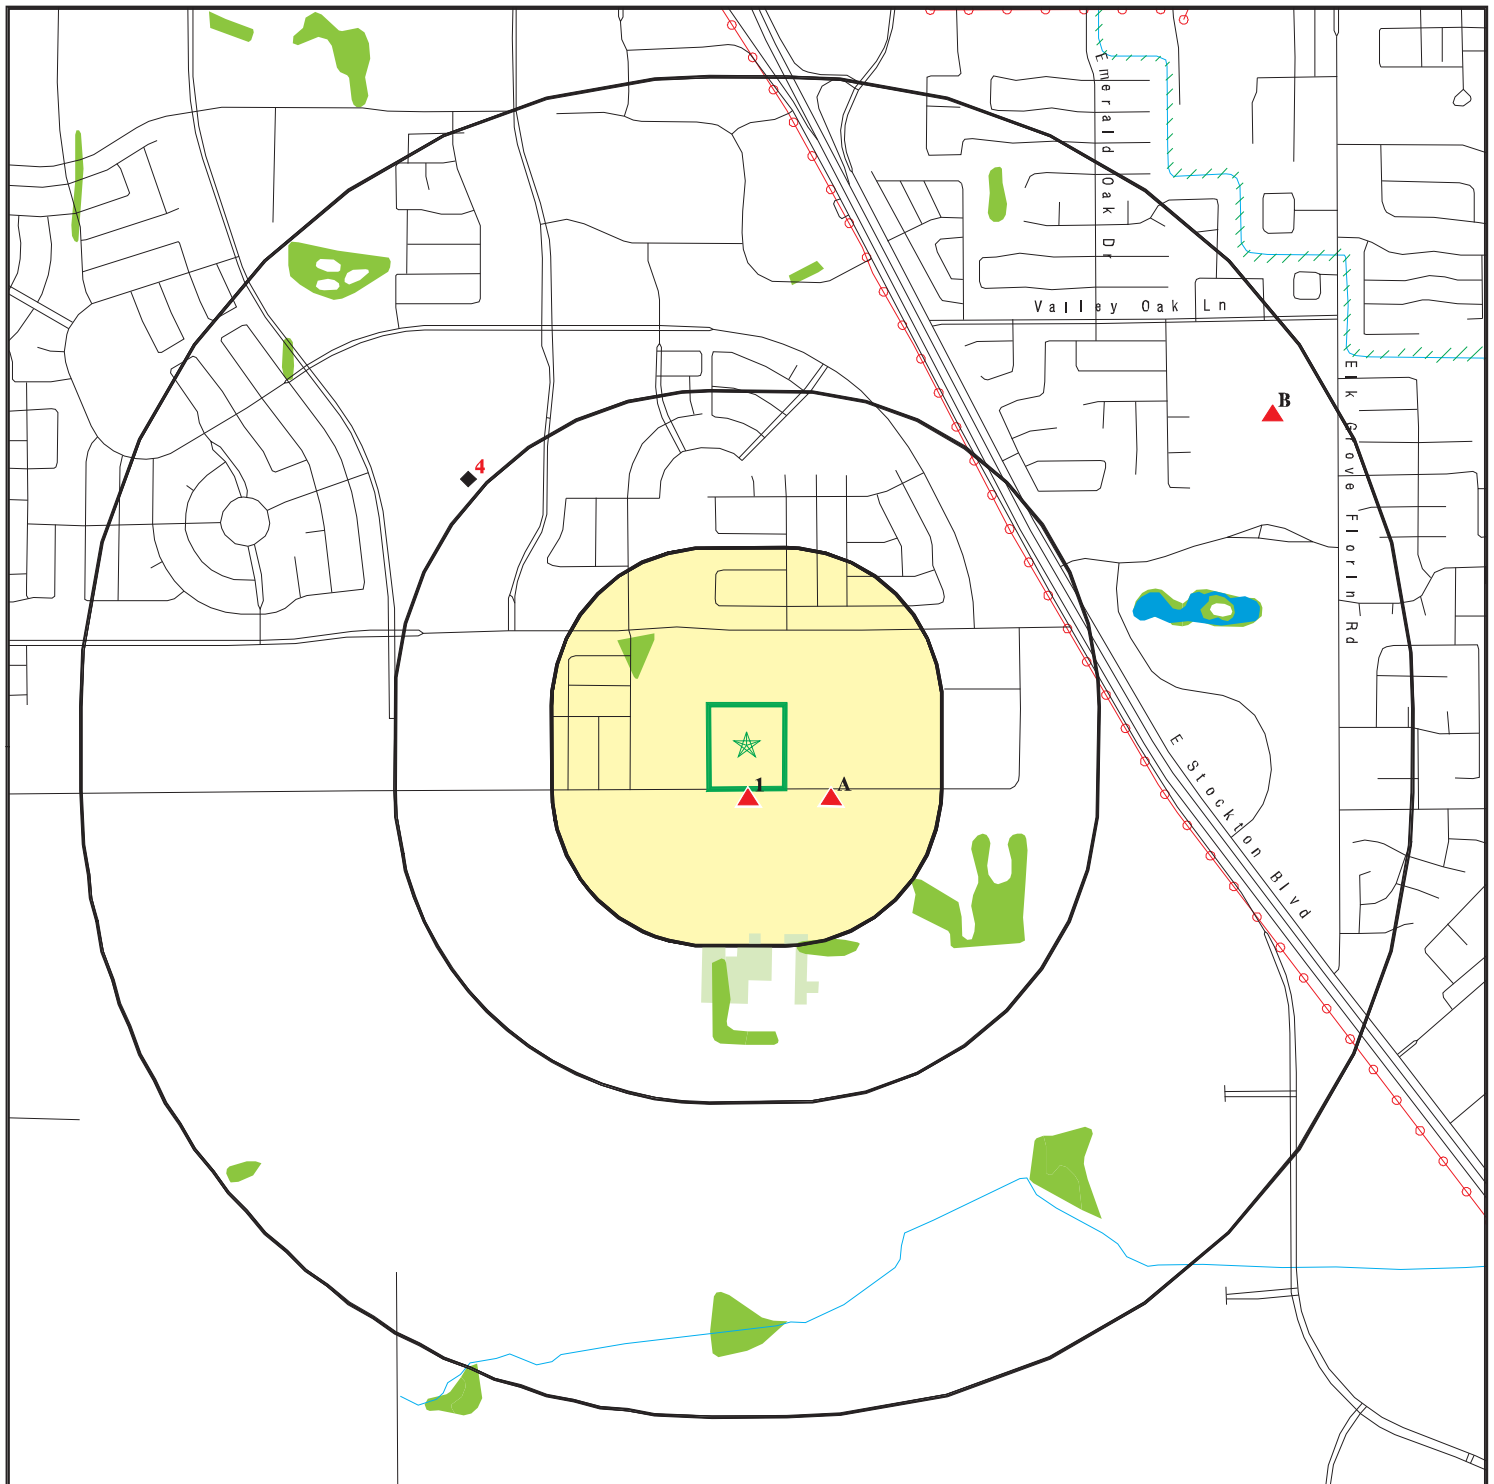 Emerald Oak Dr
Valley Oak Ln
B
Elk Grove Florin Rd
4
1
A
E Stockton Blvd